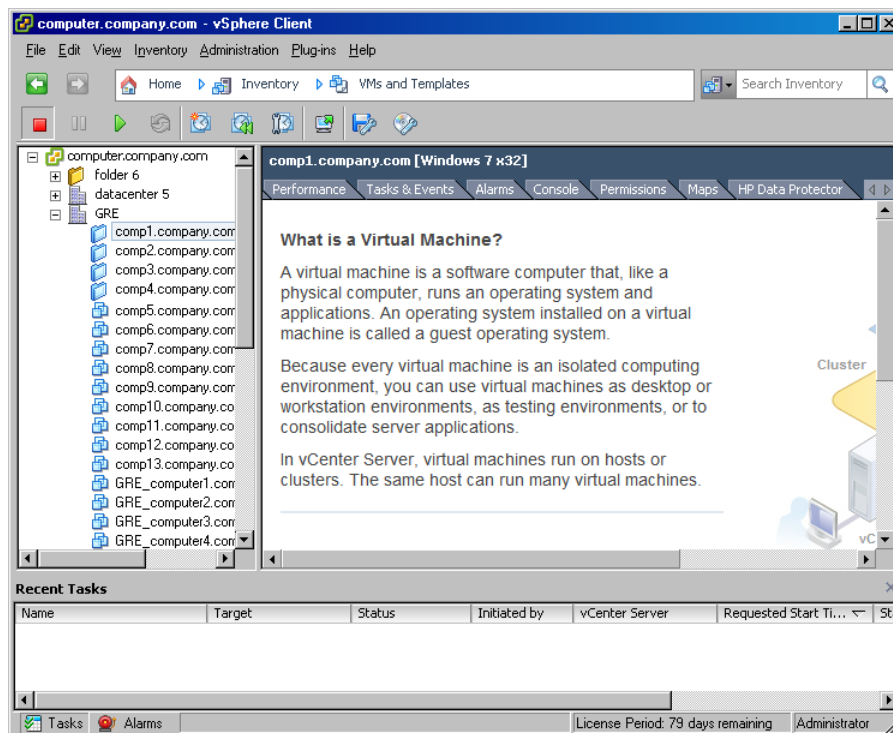 computer.company.com - vSphere Client
File Edit View Inventory Administration Plug-ins Help
Home Inventory VMs and Templates Search Inventory
computer.company.com
folder 6
datacenter 5
GRE
comp1.company.com
comp2.company.com
comp3.company.com
comp4.company.com
comp5.company.com
comp6.company.com
comp7.company.com
comp8.company.com
comp9.company.com
comp10.company.co
comp11.company.co
comp12.company.co
comp13.company.co
GRE_computer1.com
GRE_computer2.com
GRE_computer3.com
GRE_computer4.com
comp1.company.com [Windows 7 x32]
Performance Tasks & Events Alarms Console Permissions Maps HP Data Protector
What is a Virtual Machine?
A virtual machine is a software computer that, like a
physical computer, runs an operating system and
applications. An operating system installed on a virtual
machine is called a guest operating system.
Because every virtual machine is an isolated computing
environment, you can use virtual machines as desktop or
workstation environments, as testing environments, or to
consolidate server applications.
In vCenter Server, virtual machines run on hosts or
clusters. The same host can run many virtual machines.
Cluster
vC
Recent Tasks
Name Target Status Initiated by vCenter Server Requested Start Ti... St
Tasks Alarms License Period: 79 days remaining Administrator